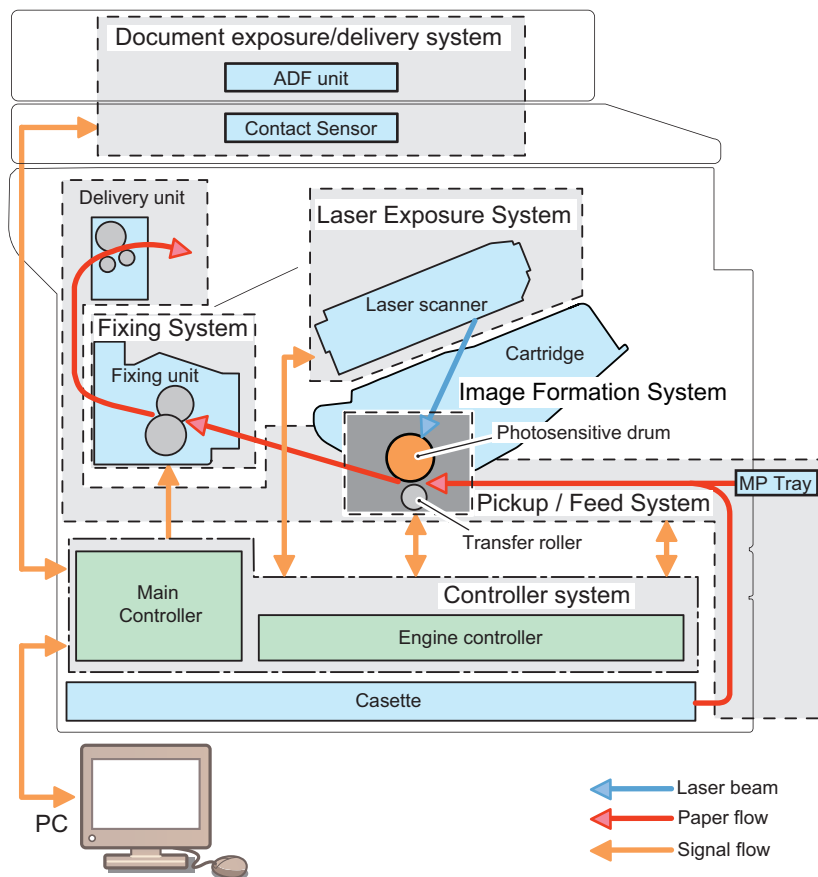 Document exposure/delivery system
ADF unit
Contact Sensor
Delivery unit
Laser Exposure System
Laser scanner
Fixing System
Fixing unit
Cartridge
Image Formation System
Photosensitive drum
MP Tray
Pickup / Feed System
Transfer roller
Main
Controller
Controller system
Engine controller
Casette
PC
Laser beam
Paper flow
Signal flow